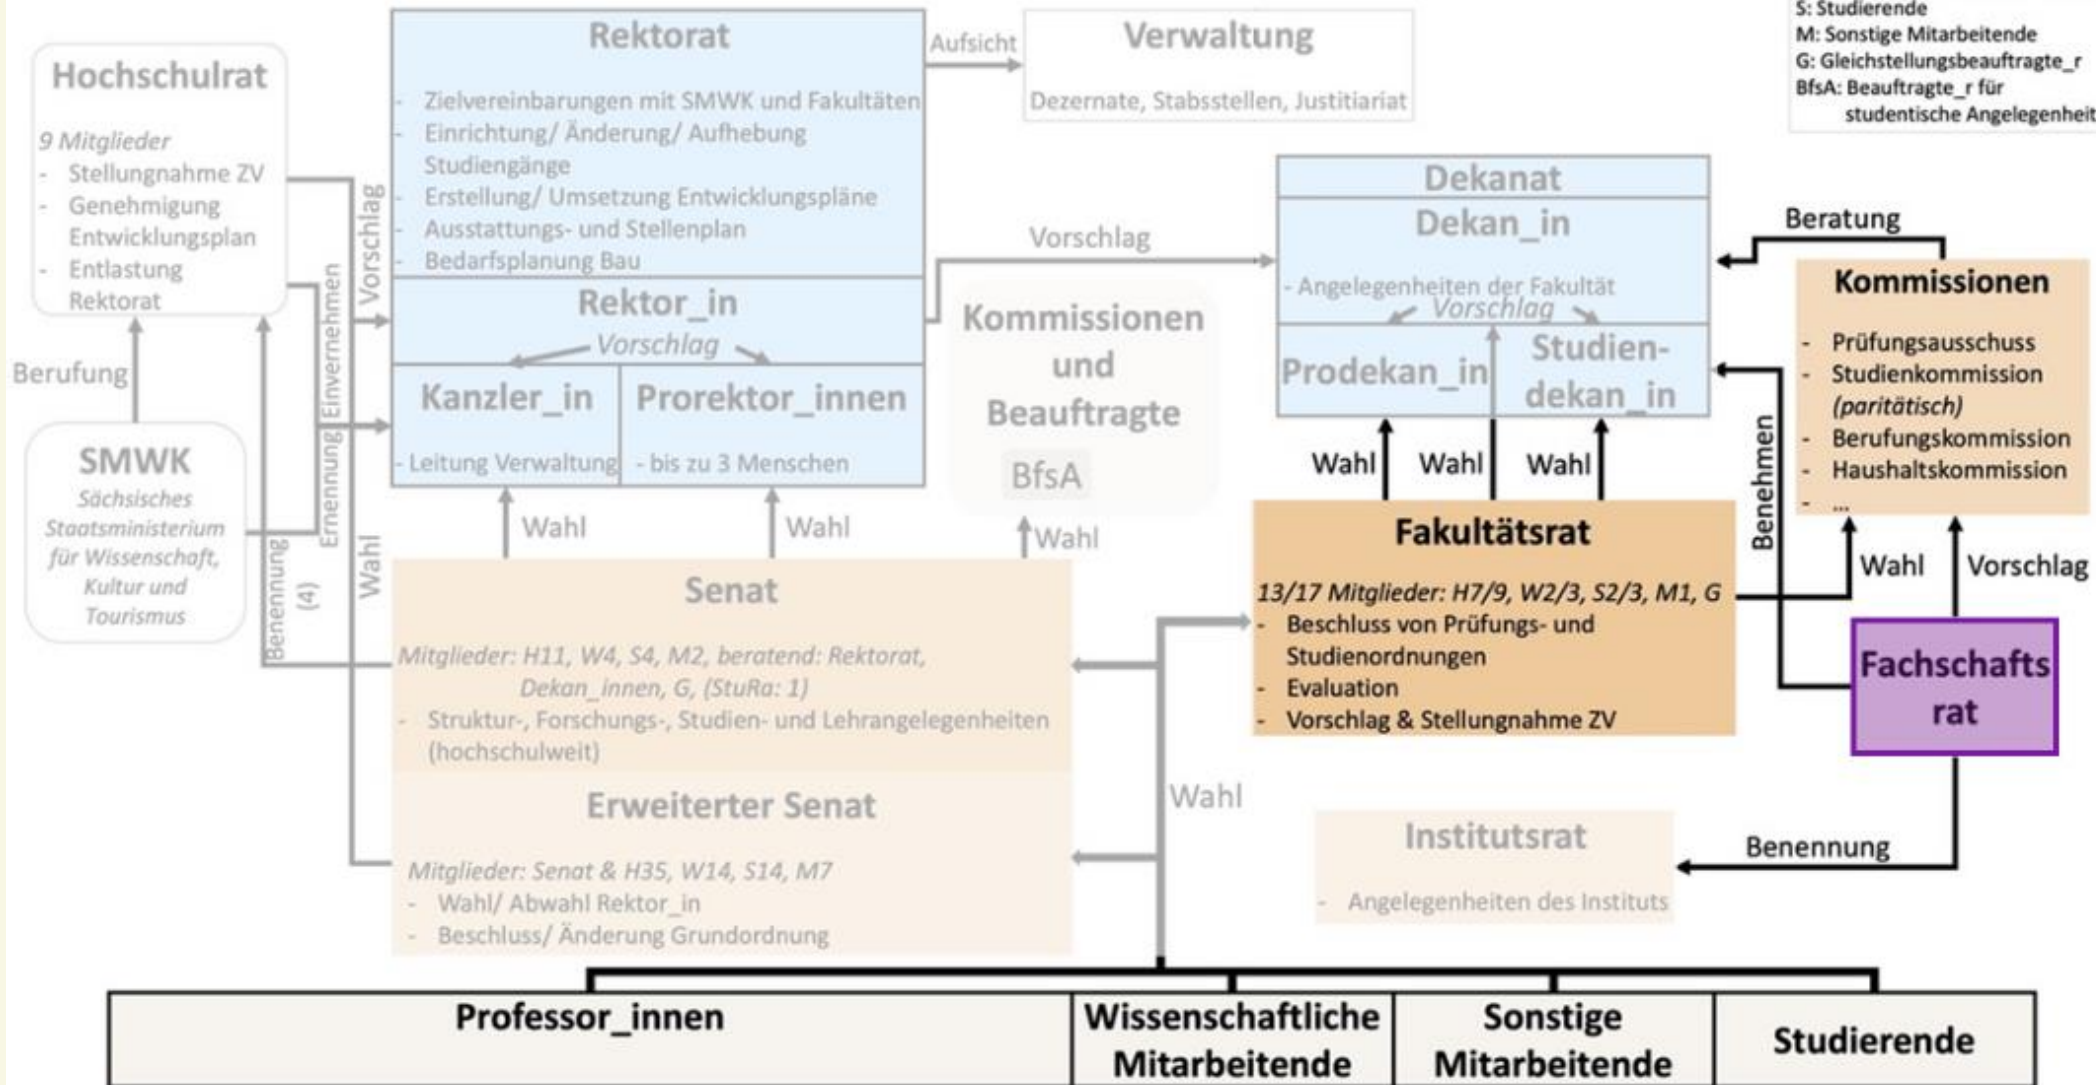 Hochschulrat
9 Mitglieder
- Stellungnahme ZV
- Genehmigung
Entwicklungsplan
- Entlastung
Rektorat
Berufung
SMWK
Sächsisches
Staatsministerium
für Wissenschaft,
Kultur und
Tourismus
Benennung
(4)
Ernennung
Einvernehmen
Vorschlag
Wahl
Rektorat
- Zielvereinbarungen mit SMWK und Fakultäten
- Einrichtung/ Änderung/ Aufhebung
Studiengänge
- Erstellung/ Umsetzung Entwicklungspläne
- Ausstattungs- und Stellenplan
- Bedarfsplanung Bau
Rektor_in
Vorschlag
Kanzler_in
- Leitung Verwaltung
Prorektor_innen
- bis zu 3 Menschen
Wahl
Wahl
Wahl
Aufsicht
Verwaltung
Dezernate, Stabsstellen, Justitiariat
Vorschlag
Kommissionen
und
Beauftragte
BfsA
Senat
Mitglieder: H11, W4, S4, M2, beratend: Rektorat,
Dekan_innen, G, (StuRa: 1)
- Struktur-, Forschungs-, Studien- und Lehrangelegenheiten
(hochschulweit)
Erweiterter Senat
Mitglieder: Senat & H35, W14, S14, M7
- Wahl/ Abwahl Rektor_in
- Beschluss/ Änderung Grundordnung
Wahl
S: Studierende
M: Sonstige Mitarbeitende
G: Gleichstellungsbeauftragte_r
BfsA: Beauftragte_r für
studentische Angelegenheit
Dekanat
Dekan_in
- Angelegenheiten der Fakultät
Vorschlag
Prodekan_in
Studien-
dekan_in
Wahl
Wahl
Wahl
Beratung
Kommissionen
- Prüfungsausschuss
- Studienkommission
(paritätisch)
- Berufungskommission
- Haushaltskommission
- ...
Benehmen
Wahl
Vorschlag
Fakultätsrat
13/17 Mitglieder: H7/9, W2/3, S2/3, M1, G
- Beschluss von Prüfungs- und
Studienordnungen
- Evaluation
- Vorschlag & Stellungnahme ZV
Fachschafts
rat
Benennung
Institutsrat
- Angelegenheiten des Instituts
Professor_innen
Wissenschaftliche
Mitarbeitende
Sonstige
Mitarbeitende
Studierende